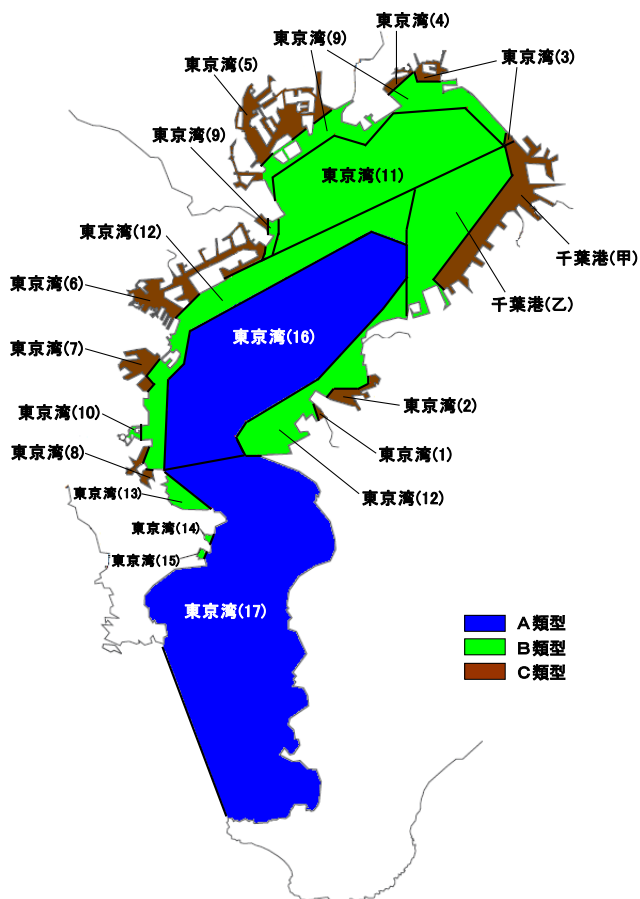 東京湾(4)
東京湾(9)
東京湾(3)
東京湾(5)
東京湾(9)
東京湾(11)
東京湾(12)
千葉港(甲)
東京湾(6)
千葉港(乙)
東京湾(16)
東京湾(7)
東京湾(2)
東京湾(10)
東京湾(8)
東京湾(1)
東京湾(13)
東京湾(12)
東京湾(14)
東京湾(15)
東京湾(17)
A類型
B類型
C類型